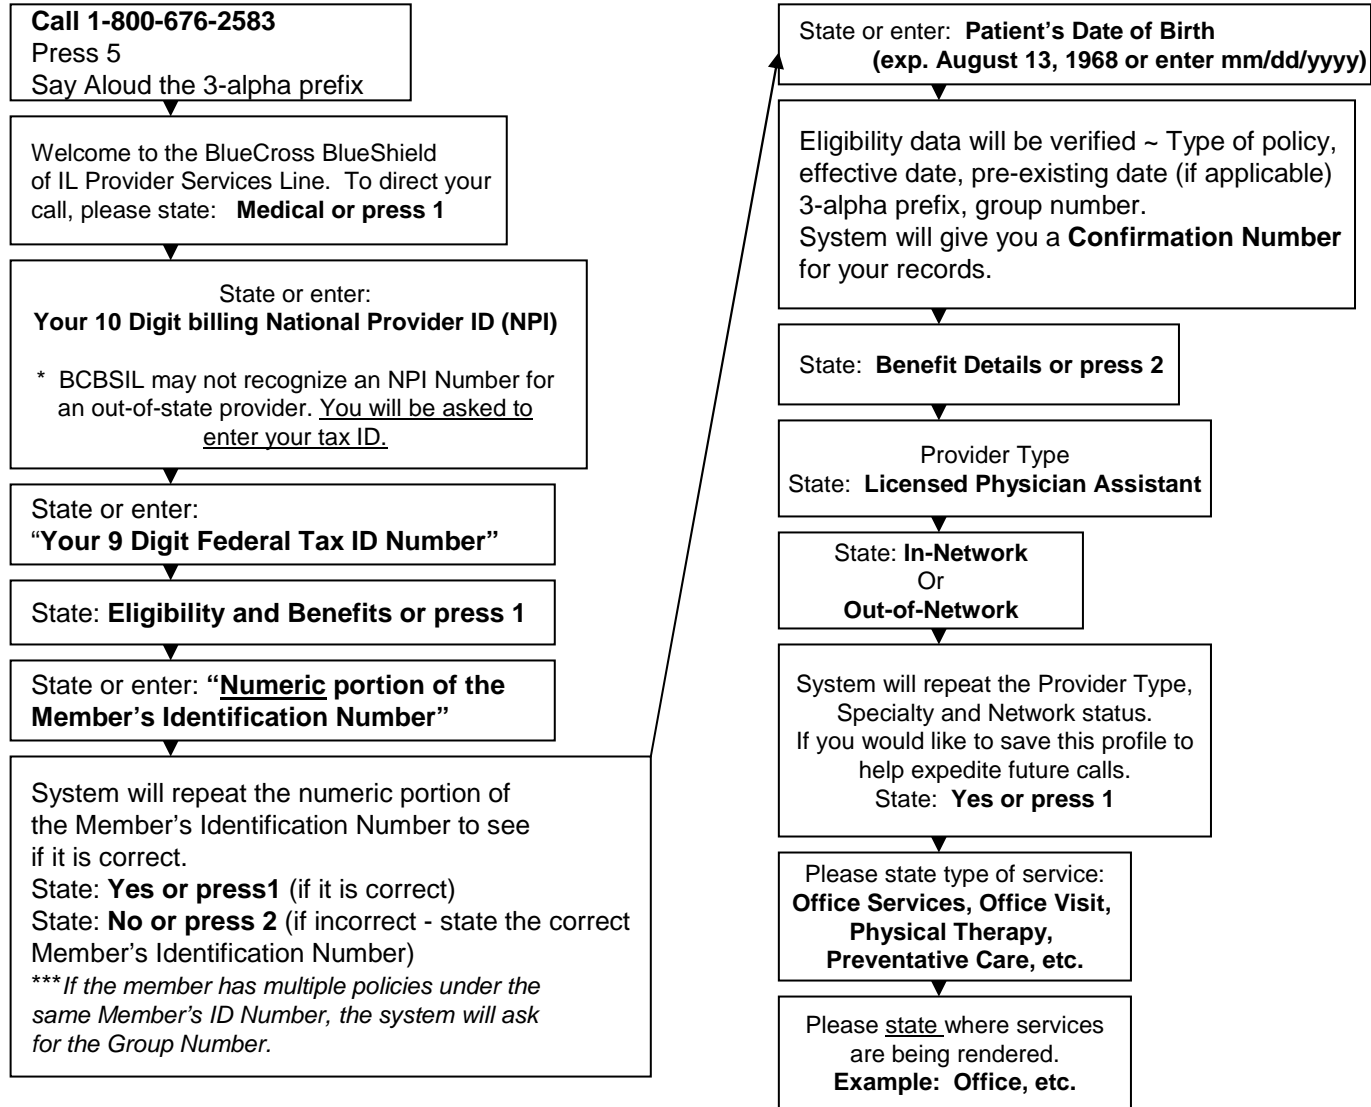 Call 1-800-676-2583
Press 5
Say Aloud the 3-alpha prefix
Welcome to the BlueCross BlueShield
of IL Provider Services Line.  To direct your
call, please state:   Medical or press 1
State or enter:
Your 10 Digit billing National Provider ID (NPI)
*  BCBSIL may not recognize an NPI Number for
an out-of-state provider. You will be asked to
enter your tax ID.
State or enter:
“Your 9 Digit Federal Tax ID Number”
State: Eligibility and Benefits or press 1
State or enter: “Numeric portion of the
Member’s Identification Number”
System will repeat the numeric portion of
the Member’s Identification Number to see
if it is correct.
State: Yes or press1 (if it is correct)
State: No or press 2 (if incorrect - state the correct
Member’s Identification Number)
***If the member has multiple policies under the
same Member’s ID Number, the system will ask
for the Group Number.
State or enter:  Patient’s Date of Birth
(exp. August 13, 1968 or enter mm/dd/yyyy)
Eligibility data will be verified ~ Type of policy,
effective date, pre-existing date (if applicable)
3-alpha prefix, group number.
System will give you a Confirmation Number
for your records.
State:  Benefit Details or press 2
Provider Type
State:  Licensed Physician Assistant
State: In-Network
Or
Out-of-Network
System will repeat the Provider Type,
Specialty and Network status.
If you would like to save this profile to
help expedite future calls.
State:  Yes or press 1
Please state type of service:
Office Services, Office Visit,
Physical Therapy,
Preventative Care, etc.
Please state where services
are being rendered.
Example:  Office, etc.